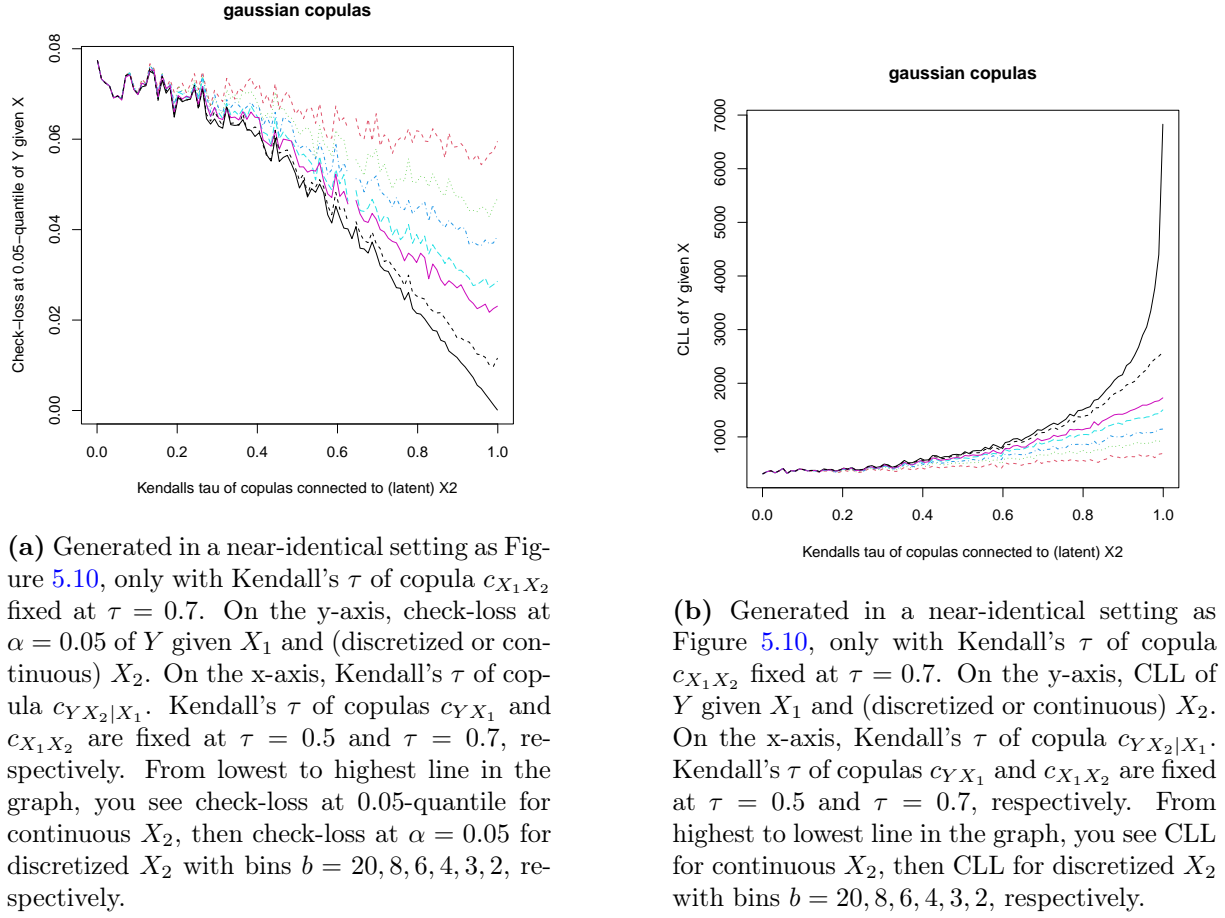 gaussian copulas
Check−loss at 0.05−quantile of Y given X
0.00
0.02
0.04
0.06
0.08
0.0
0.2
0.4
0.6
0.8
1.0
Kendalls tau of copulas connected to (latent) X2
(a) Generated in a near-identical setting as Fig-
ure 5.10, only with Kendall's τ of copula c_{X_1X_2}
fixed at τ = 0.7. On the y-axis, check-loss at
α = 0.05 of Y given X_1 and (discretized or con-
tinuous) X_2. On the x-axis, Kendall's τ of cop-
ula c_{YX_2|X_1}. Kendall's τ of copulas c_{YX_1} and
c_{X_1X_2} are fixed at τ = 0.5 and τ = 0.7, re-
spectively. From lowest to highest line in the
graph, you see check-loss at 0.05-quantile for
continuous X_2, then check-loss at α = 0.05 for
discretized X_2 with bins b = 20, 8, 6, 4, 3, 2, re-
spectively.
gaussian copulas
CLL of Y given X
1000
2000
3000
4000
5000
6000
7000
0.0
0.2
0.4
0.6
0.8
1.0
Kendalls tau of copulas connected to (latent) X2
(b) Generated in a near-identical setting as
Figure 5.10, only with Kendall's τ of copula
c_{X_1X_2} fixed at τ = 0.7. On the y-axis, CLL of
Y given X_1 and (discretized or continuous) X_2.
On the x-axis, Kendall's τ of copula c_{YX_2|X_1}.
Kendall's τ of copulas c_{YX_1} and c_{X_1X_2} are fixed
at τ = 0.5 and τ = 0.7, respectively. From
highest to lowest line in the graph, you see CLL
for continuous X_2, then CLL for discretized X_2
with bins b = 20, 8, 6, 4, 3, 2, respectively.